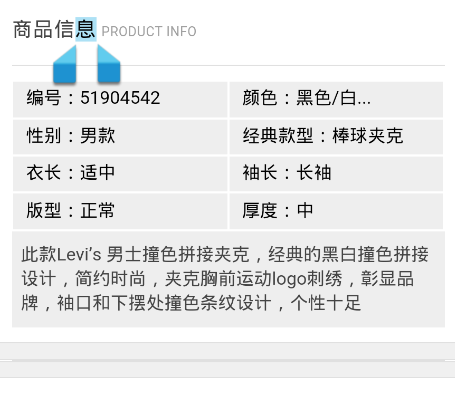 商品信息 PRODUCT INFO
编号：51904542 颜色：黑色/白...
性别：男款 经典款型：棒球夹克
衣长：适中 袖长：长袖
版型：正常 厚度：中
此款Levi’s 男士撞色拼接夹克，经典的黑白撞色拼接
设计，简约时尚，夹克胸前运动logo刺绣，彰显品
牌，袖口和下摆处撞色条纹设计，个性十足